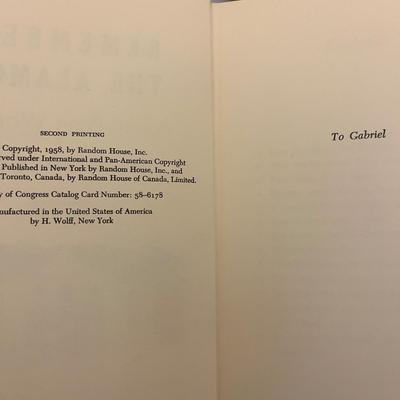 SECOND PRINTING
Copyright, 1958, by Random House, Inc.
rved under International and Pan-American Copyright
Published in New York by Random House, Inc., and
Toronto, Canada, by Random House of Canada, Limited.
y of Congress Catalog Card Number: 58-6178
nufactured in the United States of America
by H. Wolff, New York
To Gabriel